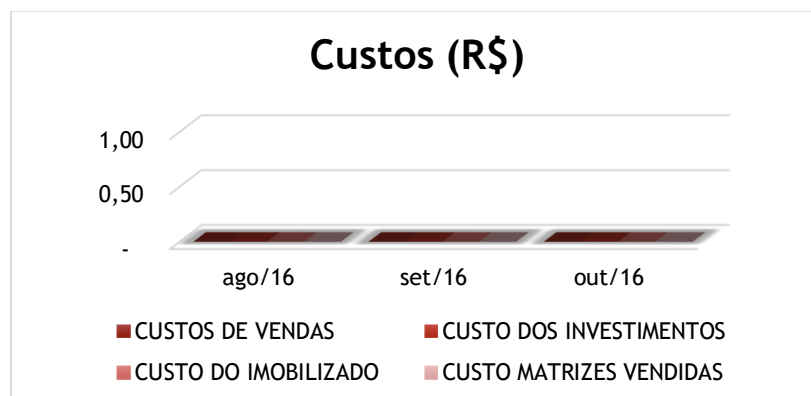 Custos (R$)
1,00
0,50
-
ago/16 set/16 out/16
CUSTOS DE VENDAS CUSTO DOS INVESTIMENTOS
CUSTO DO IMOBILIZADO CUSTO MATRIZES VENDIDAS